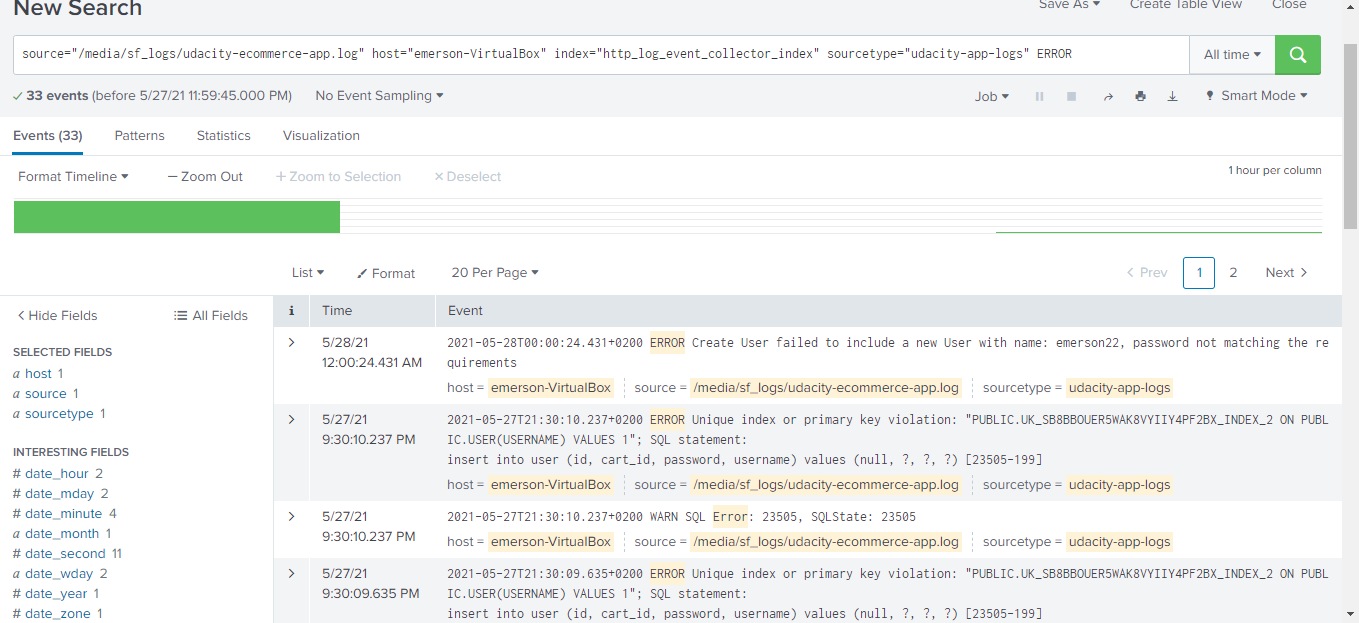 New Search
Save As
Create Table View
Close
source="/media/sf_logs/udacity-ecommerce-app.log" host="emerson-VirtualBox" index="http_log_event_collector_index" sourcetype="udacity-app-logs" ERROR
All time
33 events (before 5/27/21 11:59:45.000 PM)
No Event Sampling
Job
Smart Mode
Events (33)
Patterns
Statistics
Visualization
Format Timeline
— Zoom Out
+ Zoom to Selection
× Deselect
1 hour per column
List
Format
20 Per Page
< Prev
1
2
Next >
< Hide Fields
All Fields
SELECTED FIELDS
a host 1
a source 1
a sourcetype 1
INTERESTING FIELDS
# date_hour 2
# date_mday 2
# date_minute 4
a date_month 1
# date_second 11
a date_wday 2
# date_year 1
# date_zone 1
i
Time
Event
5/28/21
12:00:24.431 AM
2021-05-28T00:00:24.431+0200 ERROR Create User failed to include a new User with name: emerson22, password not matching the re
quirements
host = emerson-VirtualBox
source = /media/sf_logs/udacity-ecommerce-app.log
sourcetype = udacity-app-logs
5/27/21
9:30:10.237 PM
2021-05-27T21:30:10.237+0200 ERROR Unique index or primary key violation: "PUBLIC.UK_SB8BBOUER5WAK8VYIIY4PF2BX_INDEX_2 ON PUBL
IC.USER(USERNAME) VALUES 1"; SQL statement:
insert into user (id, cart_id, password, username) values (null, ?, ?, ?) [23505-199]
host = emerson-VirtualBox
source = /media/sf_logs/udacity-ecommerce-app.log
sourcetype = udacity-app-logs
5/27/21
9:30:10.237 PM
2021-05-27T21:30:10.237+0200 WARN SQL Error: 23505, SQLState: 23505
host = emerson-VirtualBox
source = /media/sf_logs/udacity-ecommerce-app.log
sourcetype = udacity-app-logs
5/27/21
9:30:09.635 PM
2021-05-27T21:30:09.635+0200 ERROR Unique index or primary key violation: "PUBLIC.UK_SB8BBOUER5WAK8VYIIY4PF2BX_INDEX_2 ON PUBL
IC.USER(USERNAME) VALUES 1"; SQL statement:
insert into user (id, cart_id, password, username) values (null, ?, ?, ?) [23505-199]